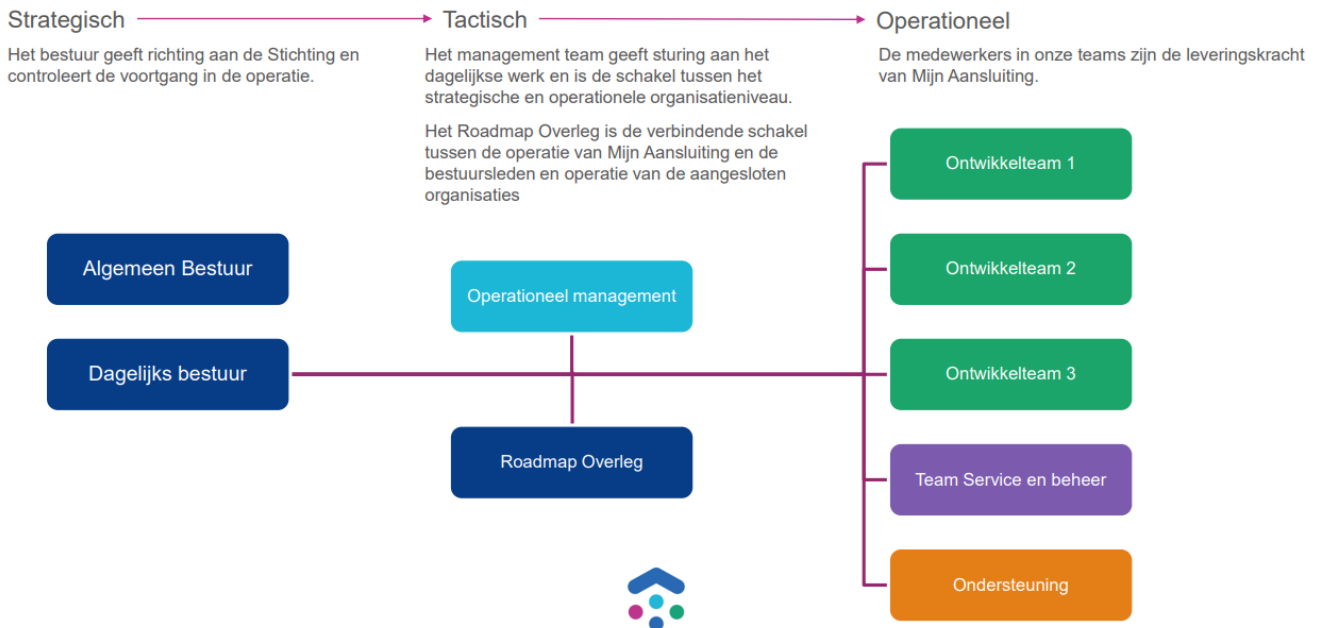 Strategisch
Het bestuur geeft richting aan de Stichting en
controleert de voortgang in de operatie.
Tactisch
Het management team geeft sturing aan het
dagelijkse werk en is de schakel tussen het
strategische en operationele organisatieniveau.
Het Roadmap Overleg is de verbindende schakel
tussen de operatie van Mijn Aansluiting en de
bestuursleden en operatie van de aangesloten
organisaties
Operationeel
De medewerkers in onze teams zijn de leveringskracht
van Mijn Aansluiting.
Algemeen Bestuur
Dagelijks bestuur
Operationeel management
Roadmap Overleg
Ontwikkelteam 1
Ontwikkelteam 2
Ontwikkelteam 3
Team Service en beheer
Ondersteuning